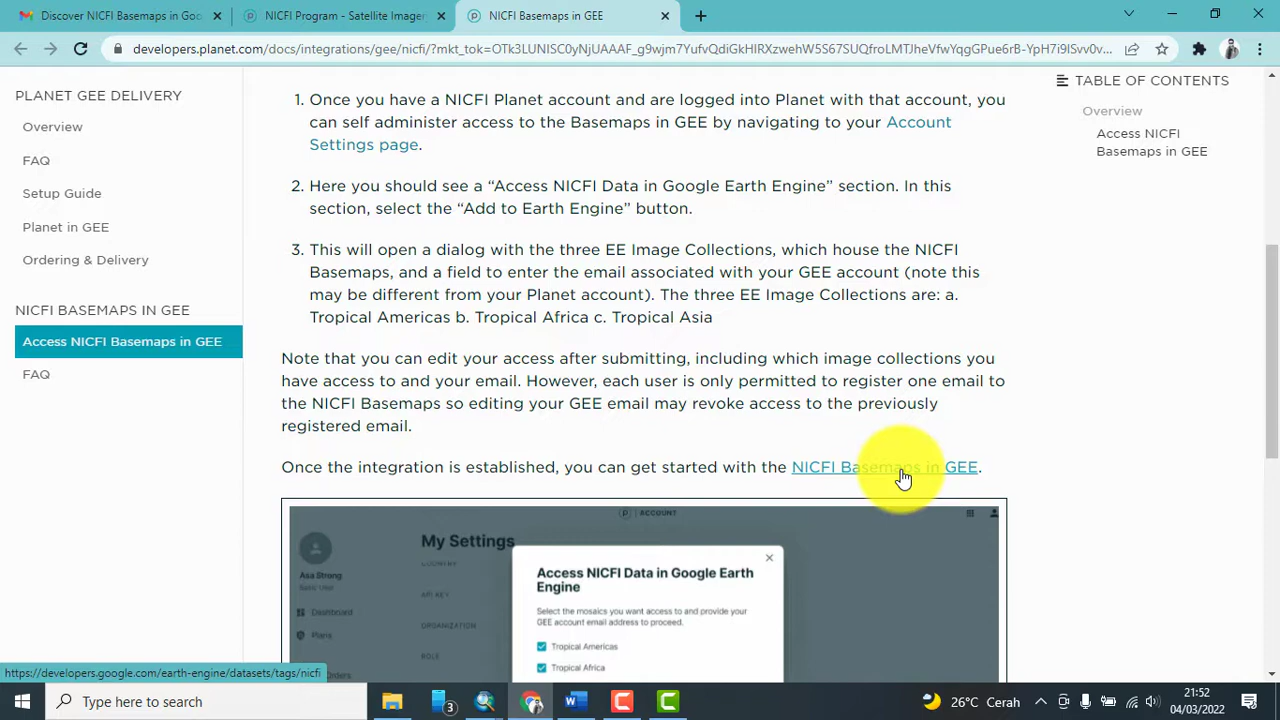 Discover NICFI Basemaps in Goo
NICFI Program - Satellite Imager
NICFI Basemaps in GEE
developers.planet.com/docs/integrations/gee/nicfi/?mkt_tok=
PLANET GEE DELIVERY
Overview
FAQ
Setup Guide
Planet in GEE
Ordering & Delivery
NICFI BASEMAPS IN GEE
Access NICFI Basemaps in GEE
FAQ
1. Once you have a NICFI Planet account and are logged into Planet with that account, you
can self administer access to the Basemaps in GEE by navigating to your Account
Settings page.
2. Here you should see a “Access NICFI Data in Google Earth Engine” section. In this
section, select the “Add to Earth Engine” button.
3. This will open a dialog with the three EE Image Collections, which house the NICFI
Basemaps, and a field to enter the email associated with your GEE account (note this
may be different from your Planet account). The three EE Image Collections are: a.
Tropical Americas b. Tropical Africa c. Tropical Asia
Note that you can edit your access after submitting, including which image collections you
have access to and your email. However, each user is only permitted to register one email to
the NICFI Basemaps so editing your GEE email may revoke access to the previously
registered email.
Once the integration is established, you can get started with the NICFI Basemaps in GEE.
ACCOUNT
My Settings
Asa Strong
Basic User
Dashboard
Plans
Orders
COUNTRY
API KEY
ORGANIZATION
ROLE
Access NICFI Data in Google Earth
Engine
Select the mosaics you want access to and provide your
GEE account email address to proceed.
Tropical Americas
Tropical Africa
TABLE OF CONTENTS
Overview
Access NICFI
Basemaps in GEE
https://developers.google.com/earth-engine/datasets/tags/nicfi
Type here to search
3
26°C Cerah
21:52
04/03/2022